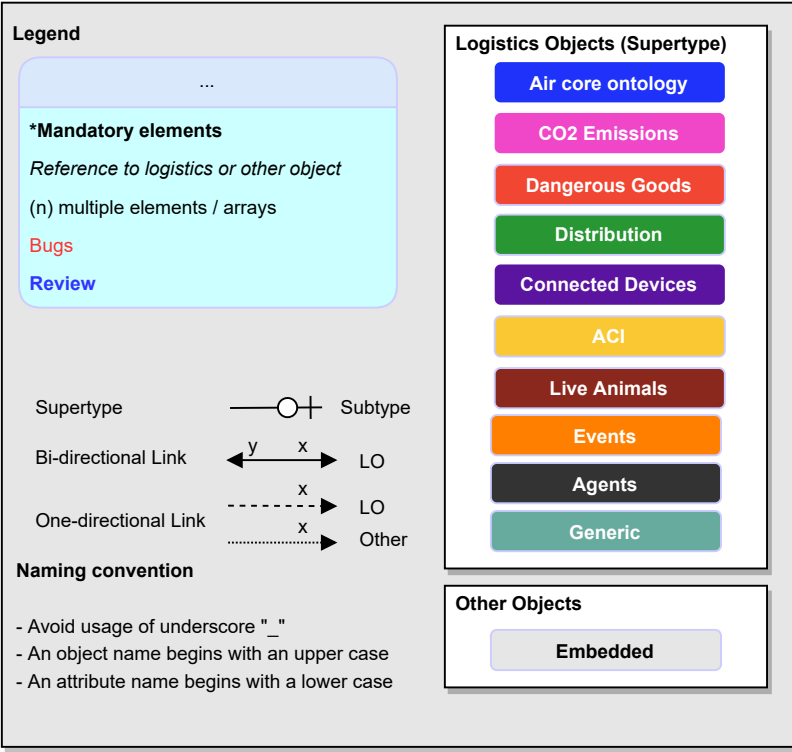 Legend
...
*Mandatory elements
Reference to logistics or other object
(n) multiple elements / arrays
Bugs
Review
Supertype
Subtype
Bi-directional Link
y
x
LO
One-directional Link
x
LO
x
Other
Naming convention
- Avoid usage of underscore "_"
- An object name begins with an upper case
- An attribute name begins with a lower case
Logistics Objects (Supertype)
Air core ontology
CO2 Emissions
Dangerous Goods
Distribution
Connected Devices
ACI
Live Animals
Events
Agents
Generic
Other Objects
Embedded